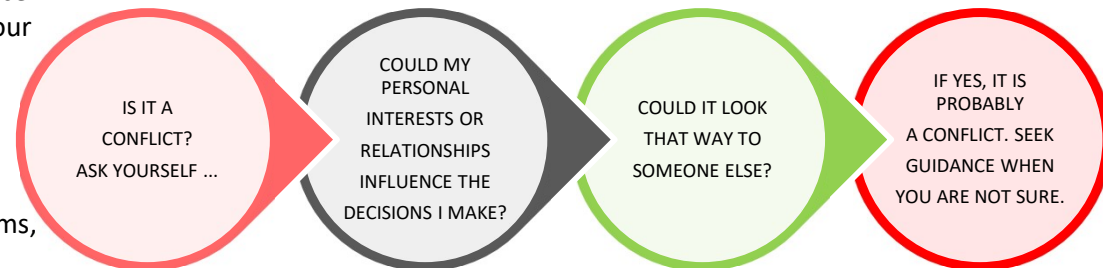 our
ms,
IS IT A
CONFLICT?
ASK YOURSELF ...
COULD MY
PERSONAL
INTERESTS OR
RELATIONSHIPS
INFLUENCE THE
DECISIONS I MAKE?
COULD IT LOOK
THAT WAY TO
SOMEONE ELSE?
IF YES, IT IS
PROBABLY
A CONFLICT. SEEK
GUIDANCE WHEN
YOU ARE NOT SURE.